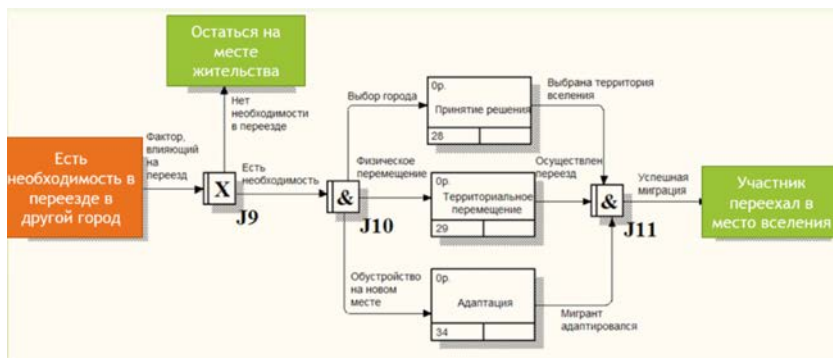 Остаться на
месте
жительства
Нет
необходимости
в переезде
Есть
необходимость в
переезде в
другой город
Фактор,
влияющий
на
переезд
X
J9
Есть
необходимость
&
J10
Выбор города
0р.
Принятие решения
28
Выбрана территория
вселения
Физическое
перемещение
0р.
Территориальное
перемещение
29
Осуществлен
переезд
Обустройство
на новом
месте
0р.
Адаптация
34
Мигрант
адаптировался
&
J11
Успешная
миграция
Участник
переехал в
место вселения